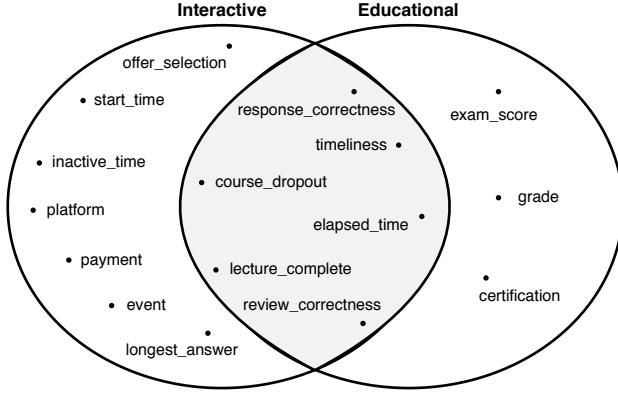 Interactive
Educational
offer_selection
start_time
inactive_time
platform
payment
event
longest_answer
response_correctness
timeliness
course_dropout
elapsed_time
lecture_complete
review_correctness
exam_score
grade
certification